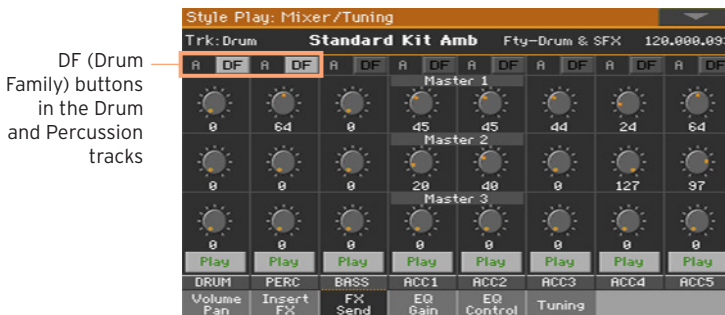 Style Play: Mixer/Tuning
Trk: Drum Standard Kit Amb Fty-Drum & SFX 120.000.093
DF (Drum Family) buttons in the Drum and Percussion tracks
A DF A DF A DF A DF A DF A DF A DF A DF
Master 1
0 64 0 45 45 44 24 64
Master 2
0 0 0 20 40 0 127 97
Master 3
0 0 0 0 0 0 0 0
Play Play Play Play Play Play Play Play
DRUM PERC BASS ACC1 ACC2 ACC3 ACC4 ACC5
Volume Pan Insert FX FX Send EQ Gain EQ Control Tuning